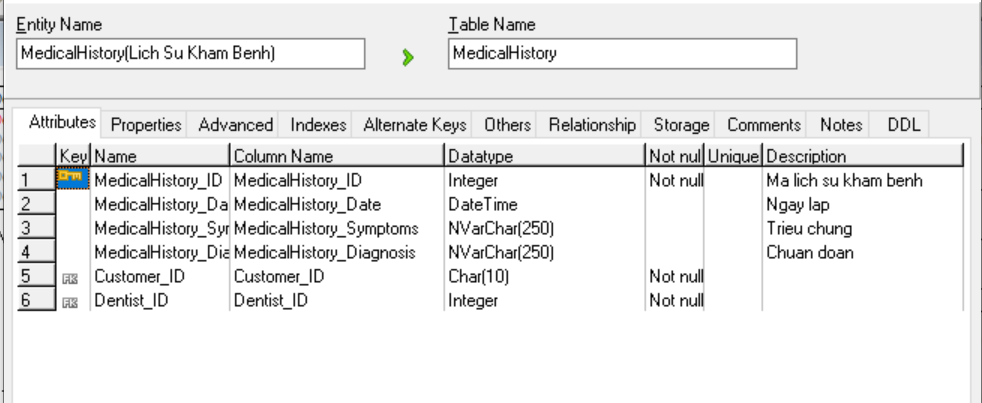 Entity Name Table Name
MedicalHistory(Lich Su Kham Benh) MedicalHistory
Attributes Properties Advanced Indexes Alternate Keys Others Relationship Storage Comments Notes DDL
Key Name Column Name Datatype Not nul Unique Description
1 MedicalHistory_ID MedicalHistory_ID Integer Not null Ma lich su kham benh
2 MedicalHistory_Da MedicalHistory_Date DateTime Ngay lap
3 MedicalHistory_Syr MedicalHistory_Symptoms NVarChar(250) Trieu chung
4 MedicalHistory_Dia MedicalHistory_Diagnosis NVarChar(250) Chuan doan
5 FK Customer_ID Customer_ID Char(10) Not null
6 FK Dentist_ID Dentist_ID Integer Not null